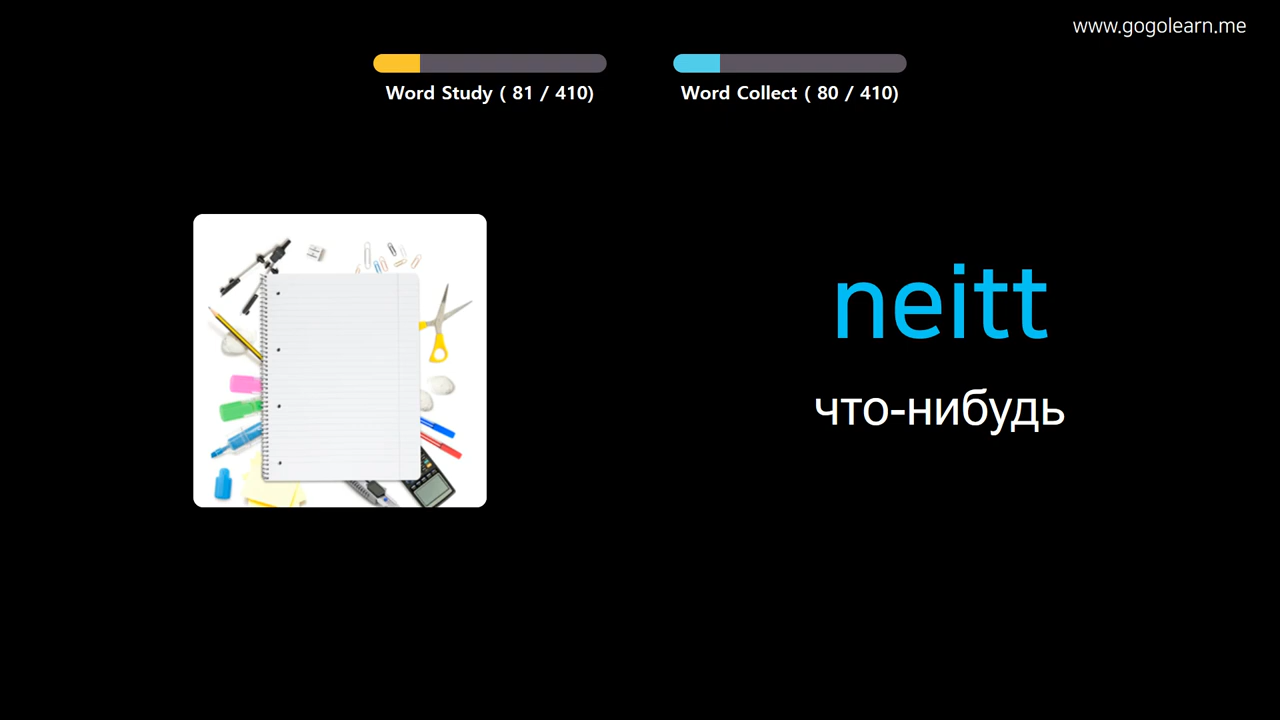 www.gogolearn.me
Word Study ( 81 / 410)
Word Collect ( 80 / 410)
neitt
что-нибудь